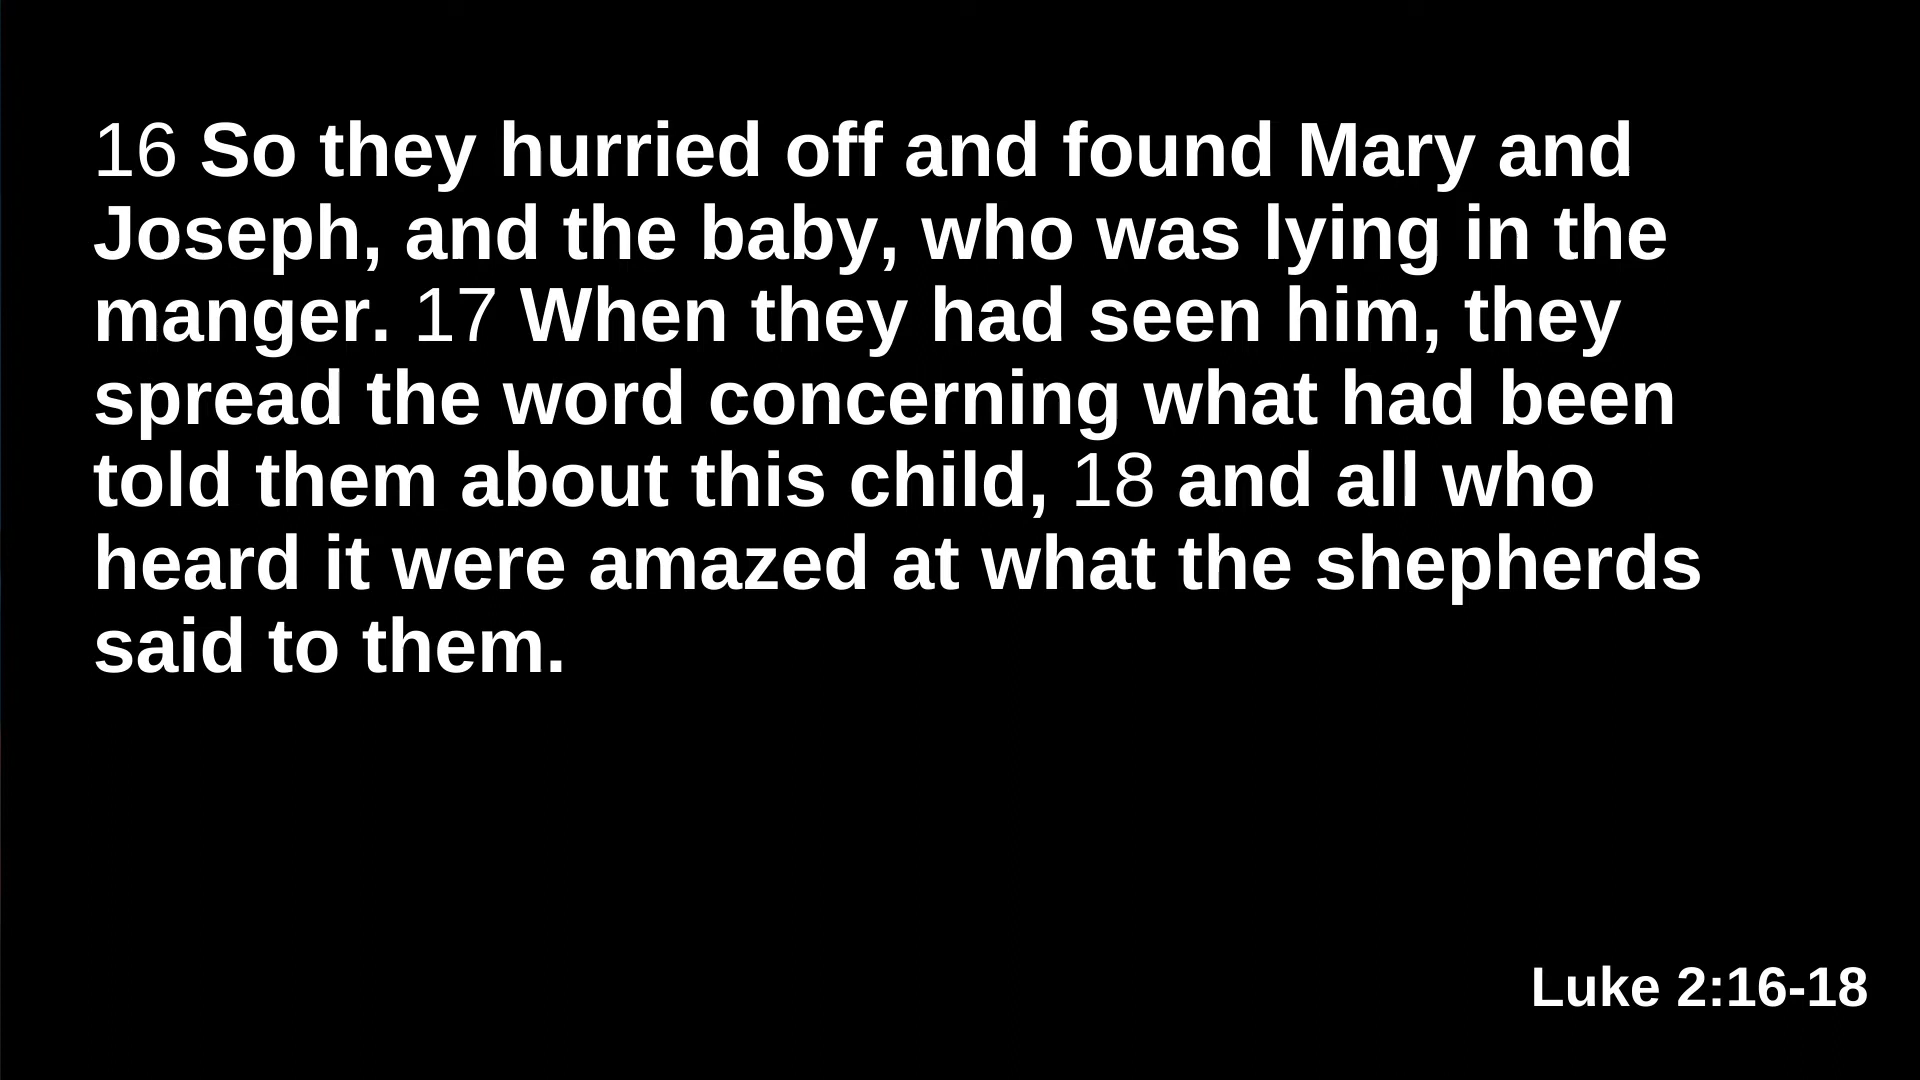 16 So they hurried off and found Mary and
Joseph, and the baby, who was lying in the
manger. 17 When they had seen him, they
spread the word concerning what had been
told them about this child, 18 and all who
heard it were amazed at what the shepherds
said to them.
Luke 2:16-18